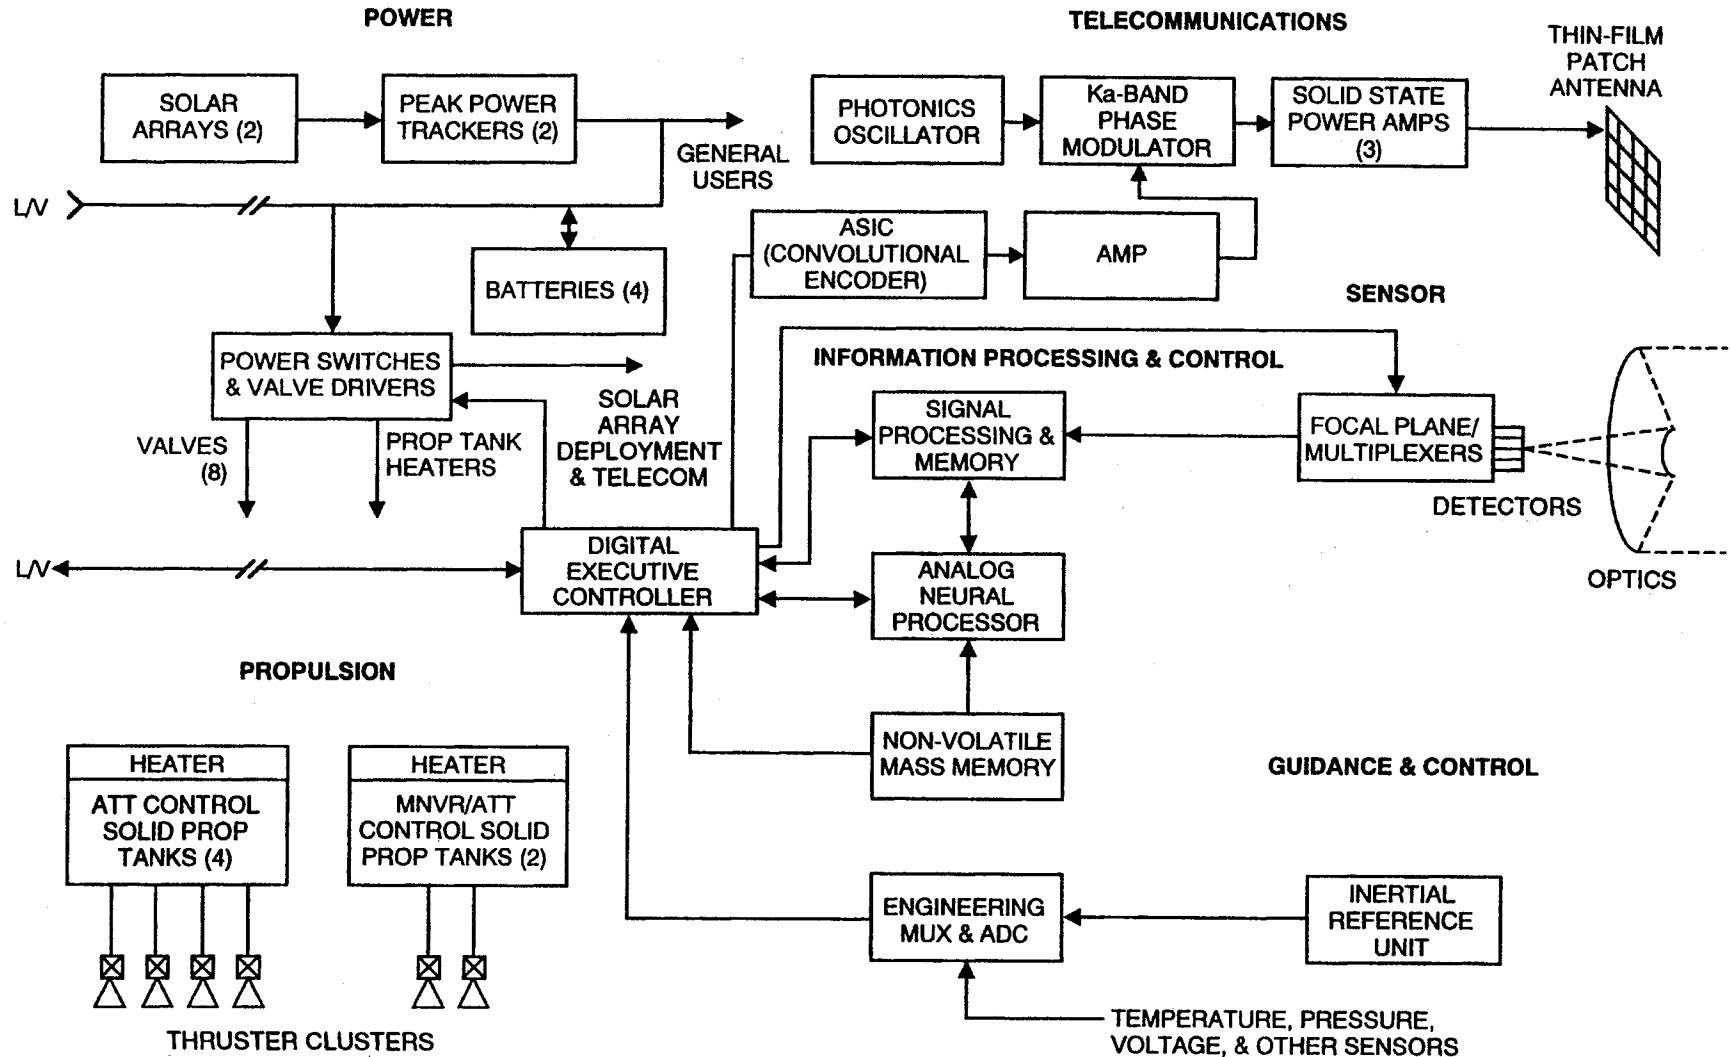 POWER
TELECOMMUNICATIONS
THIN-FILM
PATCH
ANTENNA
SOLAR
ARRAYS (2)
PEAK POWER
TRACKERS (2)
GENERAL
USERS
PHOTONICS
OSCILLATOR
Ka-BAND
PHASE
MODULATOR
SOLID STATE
POWER AMPS
(3)
L/V
BATTERIES (4)
ASIC
(CONVOLUTIONAL
ENCODER)
AMP
SENSOR
POWER SWITCHES
& VALVE DRIVERS
VALVES
(8)
PROP TANK
HEATERS
SOLAR
ARRAY
DEPLOYMENT
& TELECOM
INFORMATION PROCESSING & CONTROL
SIGNAL
PROCESSING &
MEMORY
FOCAL PLANE/
MULTIPLEXERS
DETECTORS
OPTICS
L/V
DIGITAL
EXECUTIVE
CONTROLLER
ANALOG
NEURAL
PROCESSOR
PROPULSION
NON-VOLATILE
MASS MEMORY
GUIDANCE & CONTROL
HEATER
ATT CONTROL
SOLID PROP
TANKS (4)
HEATER
MNVR/ATT
CONTROL SOLID
PROP TANKS (2)
ENGINEERING
MUX & ADC
INERTIAL
REFERENCE
UNIT
THRUSTER CLUSTERS
TEMPERATURE, PRESSURE,
VOLTAGE, & OTHER SENSORS